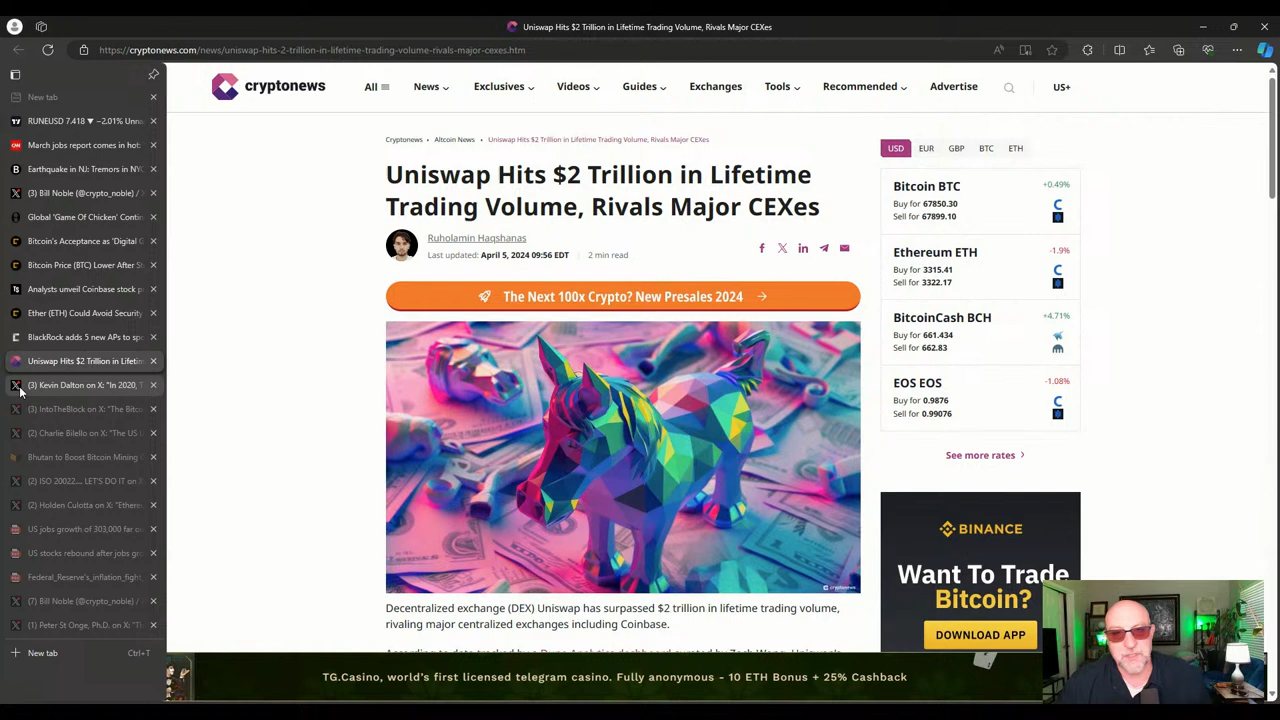 Uniswap Hits $2 Trillion in Lifetime Trading Volume, Rivals Major CEXes
https://cryptonews.com/news/uniswap-hits-2-trillion-in-lifetime-trading-volume-rivals-major-cexes.htm
New tab
RUNEUSD 7.418 ▼ −2.01% Unna
March jobs report comes in hot:
Earthquake in NJ: Tremors in NYC
(3) Bill Noble (@crypto_noble) /
Global 'Game Of Chicken' Contin
Bitcoin's Acceptance as 'Digital G
Bitcoin Price (BTC) Lower After St
Analysts unveil Coinbase stock p
Ether (ETH) Could Avoid Security
BlackRock adds 5 new APs to sp
Uniswap Hits $2 Trillion in Lifetim
(3) Kevin Dalton on X: "In 2020, T
(3) IntoTheBlock on X: "The Bitco
(2) Charlie Bilello on X: "The US
Bhutan to Boost Bitcoin Mining
(2) ISO 20022.... LET'S DO IT on X
(2) Holden Culotta on X: "Ethere
US jobs growth of 303,000 far o
US stocks rebound after jobs gr
Federal_Reserve's_inflation_fight
(7) Bill Noble (@crypto_noble) /
(1) Peter St Onge, Ph.D. on X: "T
New tab Ctrl+T
cryptonews
All News Exclusives Videos Guides Exchanges Tools Recommended Advertise US+
Cryptonews • Altcoin News • Uniswap Hits $2 Trillion in Lifetime Trading Volume, Rivals Major CEXes
Uniswap Hits $2 Trillion in Lifetime
Trading Volume, Rivals Major CEXes
Ruholamin Haqshanas
Last updated: April 5, 2024 09:56 EDT 2 min read
The Next 100x Crypto? New Presales 2024
cryptonews
Decentralized exchange (DEX) Uniswap has surpassed $2 trillion in lifetime trading volume,
rivaling major centralized exchanges including Coinbase.
USD EUR GBP BTC ETH
Bitcoin BTC +0.49%
Buy for 67850.30
Sell for 67899.10
Ethereum ETH -1.9%
Buy for 3315.41
Sell for 3322.17
BitcoinCash BCH +4.71%
Buy for 661.434
Sell for 662.83
EOS EOS -1.08%
Buy for 0.9876
Sell for 0.99076
See more rates
BINANCE
Want To Trade
Bitcoin?
DOWNLOAD APP
TG.Casino, world's first licensed telegram casino. Fully anonymous - 10 ETH Bonus + 25% Cashback